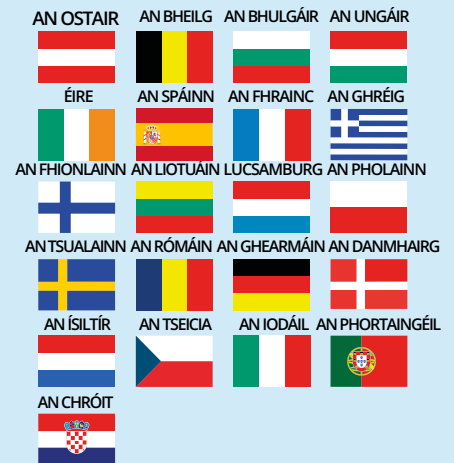 AN OSTAIR AN BHEILG AN BHULGÁIR AN UNGÁIR
ÉIRE AN SPÁINN AN FHRAINC AN GHRÉIG
AN FHIONLAINN AN LIOTUÁIN LUCSAMBURG AN PHOLAINN
AN TSUALAINN AN RÓMÁIN AN GHEARMÁIN AN DANMHAIRG
AN ÍSILTÍR AN TSEICIA AN IODÁIL AN PHORTAINGÉIL
AN CHRÓIT